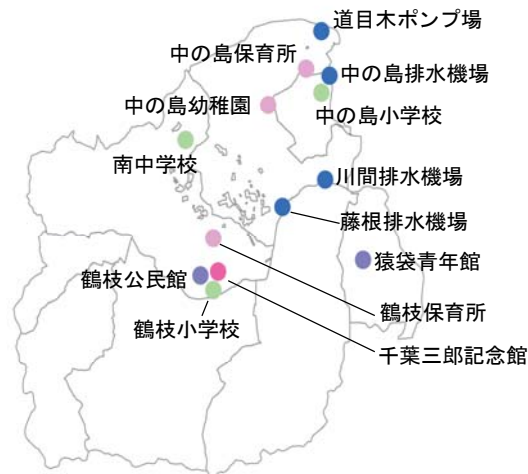 道目木ポンプ場
中の島保育所
中の島排水機場
中の島幼稚園
中の島小学校
南中学校
川間排水機場
藤根排水機場
猿袋青年館
鶴枝公民館
鶴枝保育所
鶴枝小学校
千葉三郎記念館